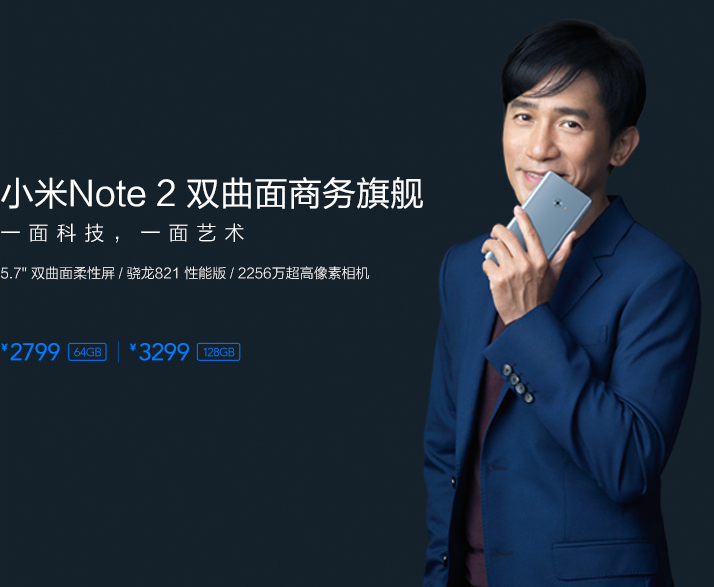 小米Note 2 双曲面商务旗舰
一面科技，一面艺术
5.7" 双曲面柔性屏 / 骁龙821 性能版 / 2256万超高像素相机
¥2799 64GB | ¥3299 128GB